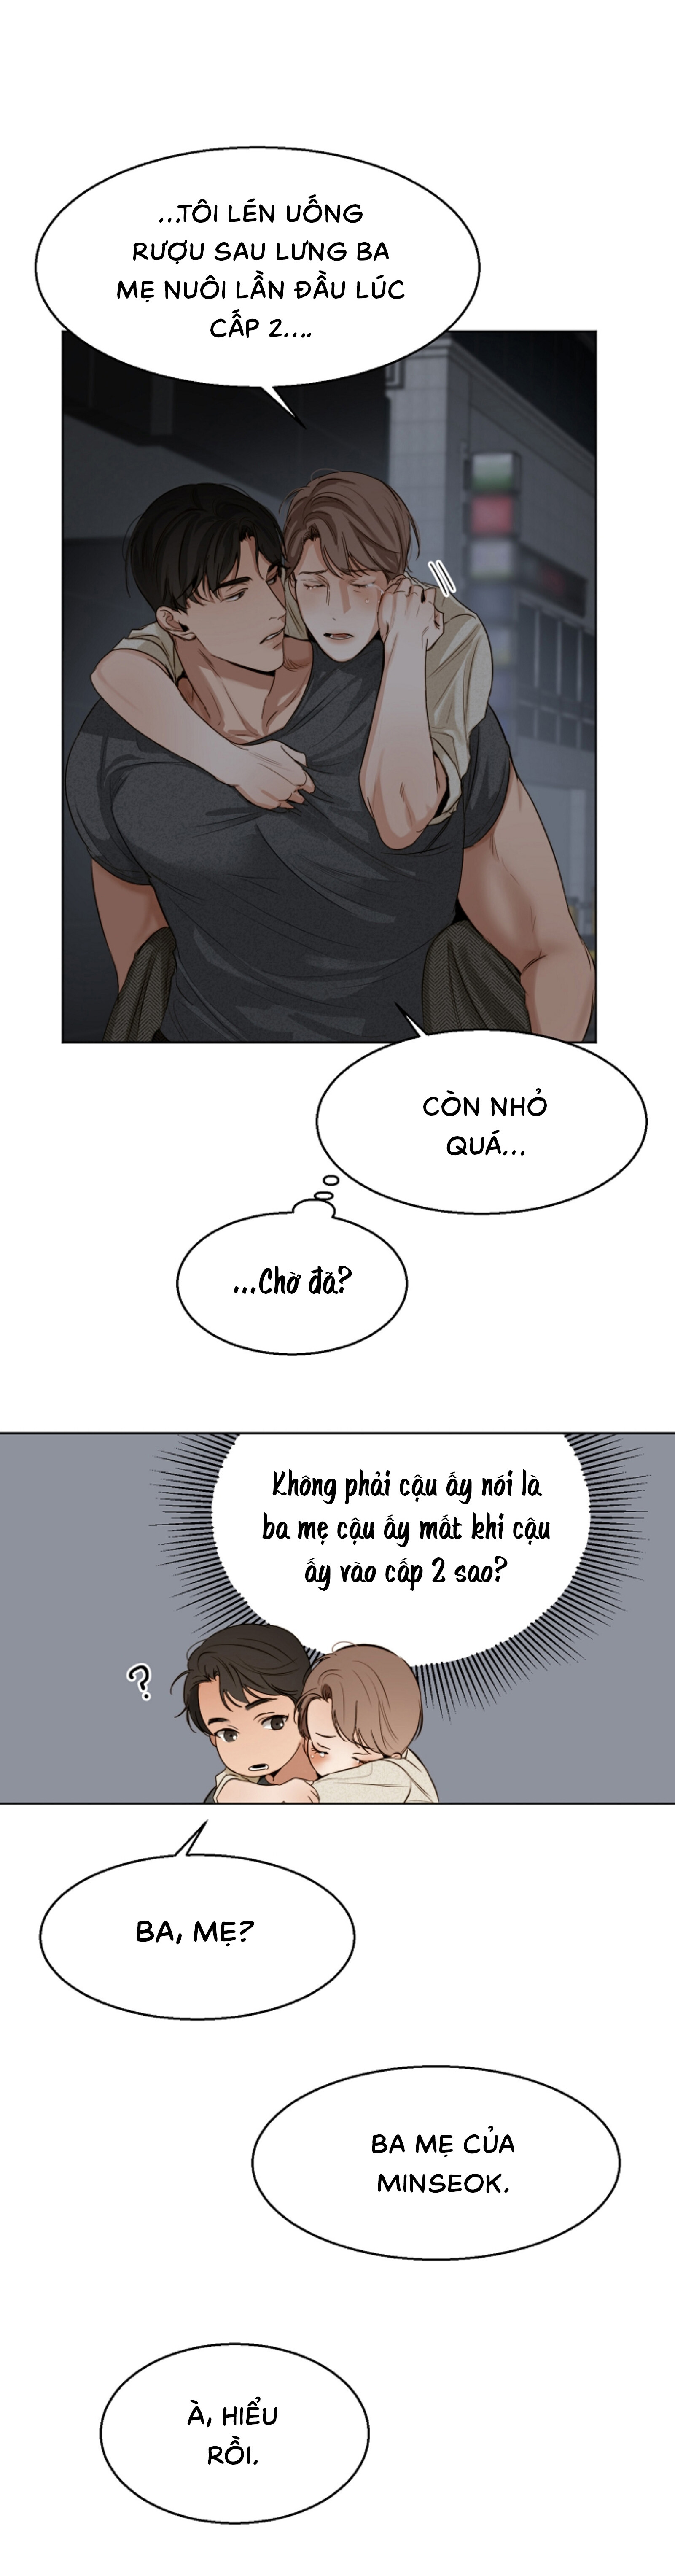 ...TÔI LÉN UỐNG
RƯỢU SAU LƯNG BA
MẸ NUÔI LẦN ĐẦU LÚC
CẤP 2....
CÒN NHỎ
QUÁ...
...Chờ đã?
Không phải cậu ấy nói là
ba mẹ cậu ấy mất khi cậu
ấy vào cấp 2 sao?
?
BA, MẸ?
BA MẸ CỦA
MINSEOK.
À, HIỂU
RỒI.